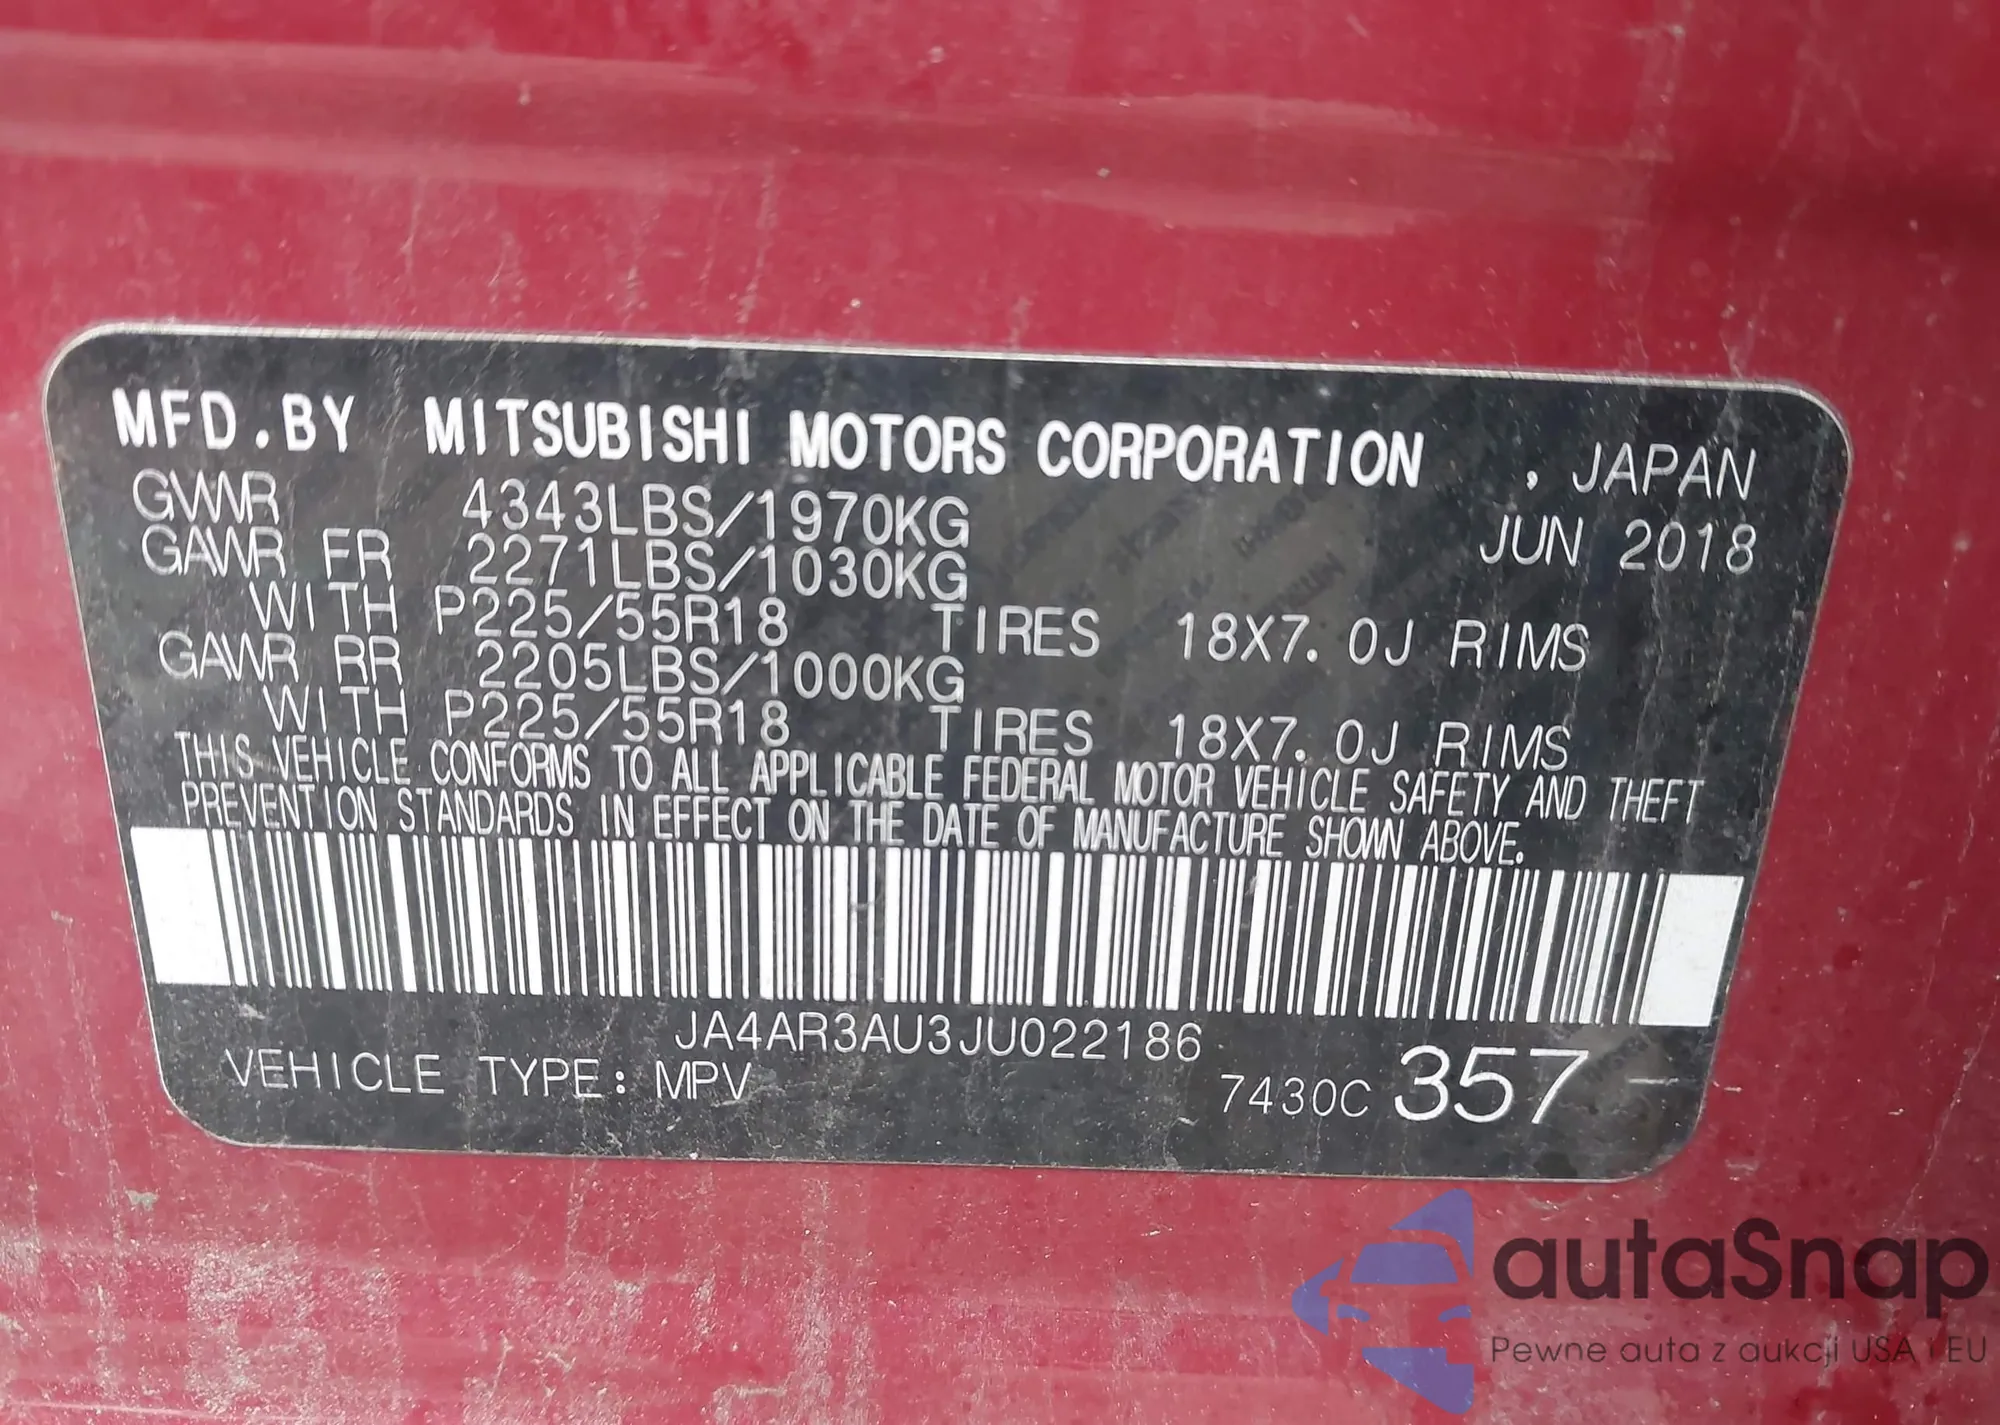 MFD.BY MITSUBISHI MOTORS CORPORATION , JAPAN
GVWR 4343LBS/1970KG JUN 2018
GAWR FR 2271LBS/1030KG
WITH P225/55R18 TIRES 18X7.0J RIMS
GAWR RR 2205LBS/1000KG
WITH P225/55R18 TIRES 18X7.0J RIMS
THIS VEHICLE CONFORMS TO ALL APPLICABLE FEDERAL MOTOR VEHICLE SAFETY AND THEFT
PREVENTION STANDARDS IN EFFECT ON THE DATE OF MANUFACTURE SHOWN ABOVE.
JA4AR3AU3JU022186
VEHICLE TYPE: MPV 7430C 357
autaSnap
Pewne auta z aukcji USA i EU